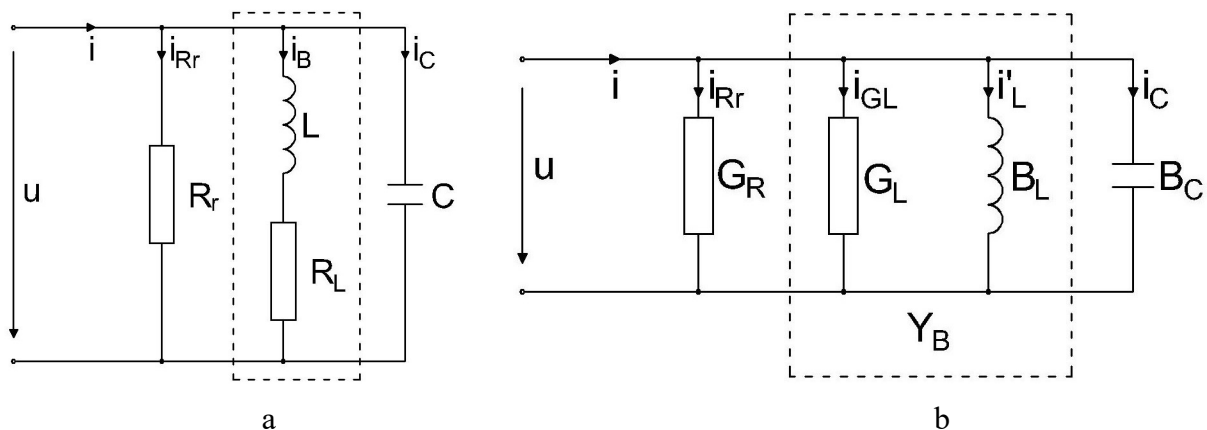 i
i_Rr
i_B
i_C
u
R_r
L
R_L
C
a
i
i_Rr
i_GL
i'_L
i_C
u
G_R
G_L
B_L
B_C
Y_B
b